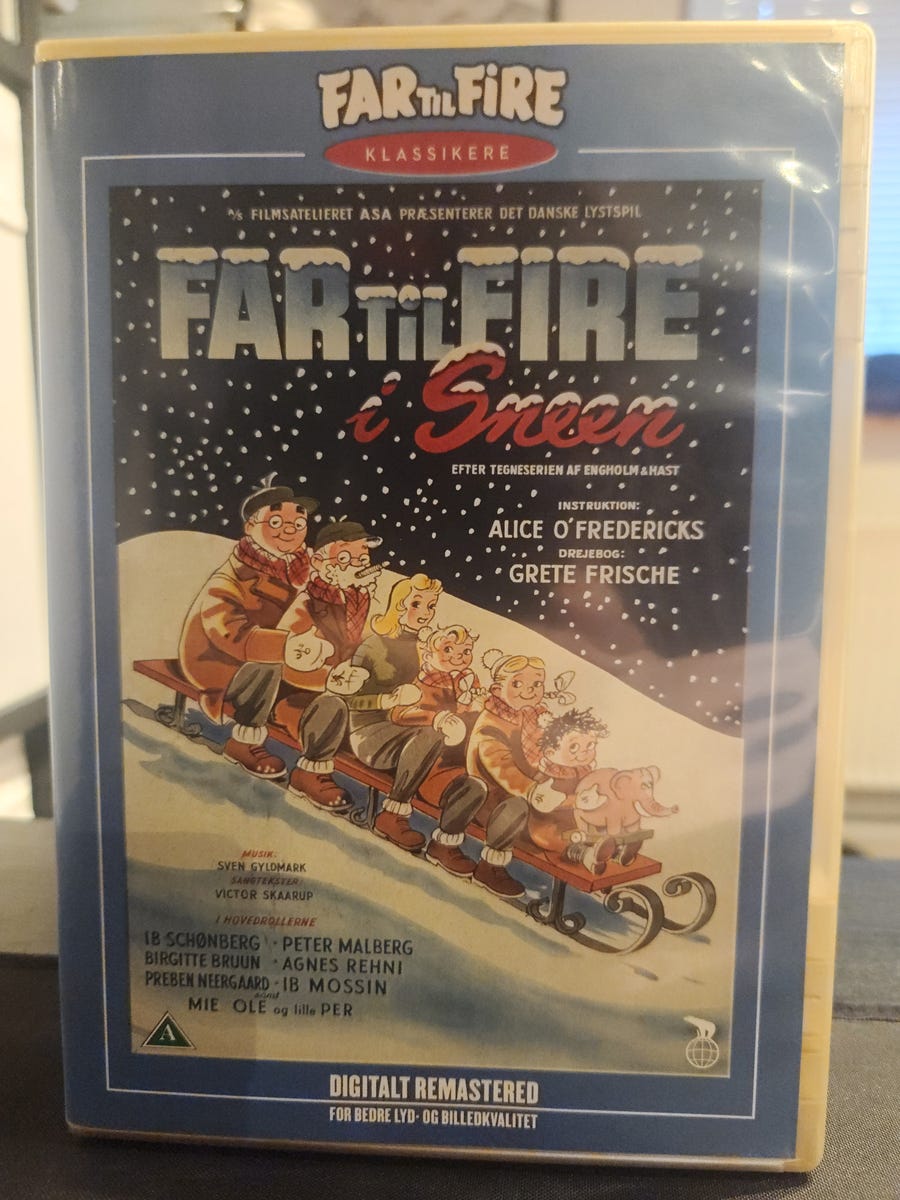 FAR TIL FIRE
KLASSIKERE
A/S FILMSATELIERET ASA PRÆSENTERER DET DANSKE LYSTSPIL
FAR TIL FIRE
i Sneen
EFTER TEGNESERIEN AF ENGHOLM & HAST
INSTRUKTION:
ALICE O'FREDERICKS
DREJEBOG:
GRETE FRISCHE
MUSIK:
SVEN GYLDMARK
SANGTEKSTER:
VICTOR SKAARUP
I HOVEDROLLERNE
IB SCHØNBERG · PETER MALBERG
BIRGITTE BRUUN · AGNES REHNI
PREBEN NEERGAARD · IB MOSSIN
samt
MIE OLE og lille PER
A
DIGITALT REMASTERED
FOR BEDRE LYD- OG BILLEDKVALITET